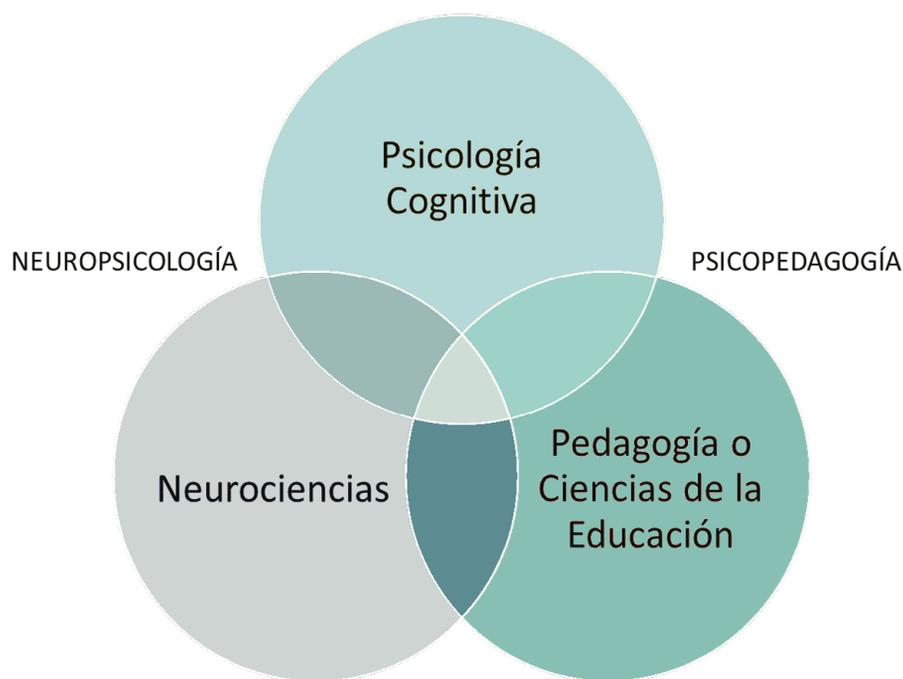 Psicología
Cognitiva
NEUROPSICOLOGÍA
PSICOPEDAGOGÍA
Neurociencias
Pedagogía o
Ciencias de la
Educación